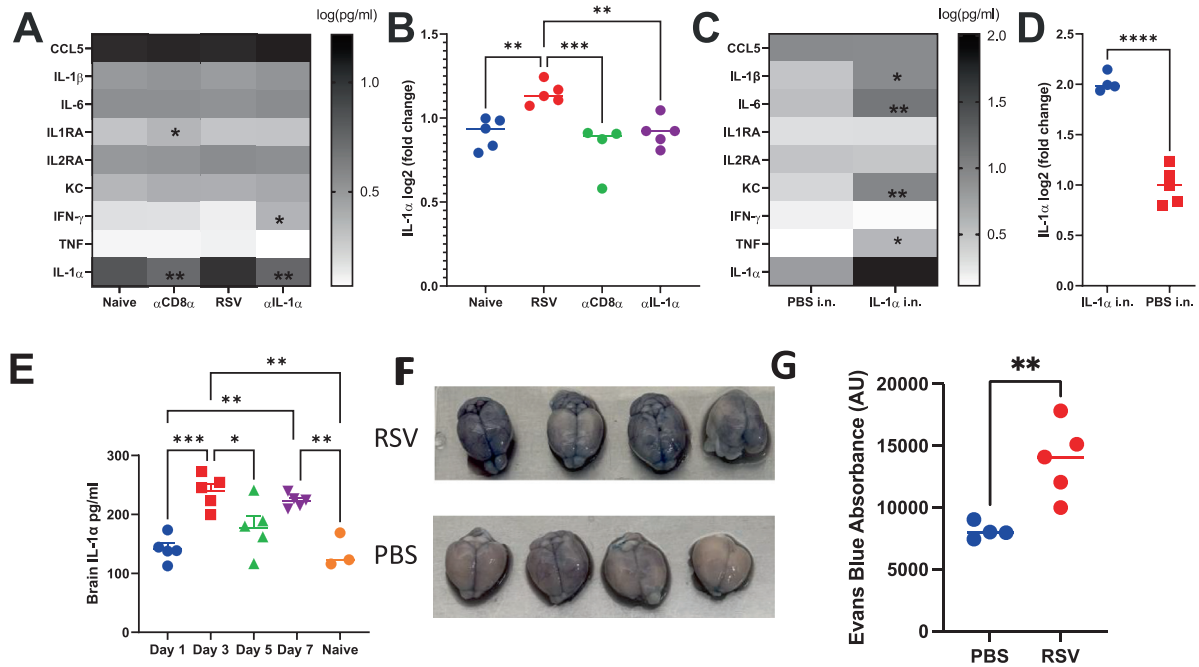 A
log(pg/ml)
CCL5
IL-1β
IL-6
IL1RA
IL2RA
KC
IFN-γ
TNF
IL-1α
*
*
**
**
1.0
0.5
Naive αCD8α RSV αIL-1α
B
**
** ***
IL-1α log2 (fold change)
1.5
1.0
0.5
0.0
Naive RSV αCD8α αIL-1α
C
log(pg/ml)
CCL5
IL-1β
IL-6
IL1RA
IL2RA
KC
IFN-γ
TNF
IL-1α
*
**
**
*
2.0
1.5
1.0
0.5
PBS i.n. IL-1α i.n.
D
****
IL-1α log2 (fold change)
2.5
2.0
1.5
1.0
0.5
0.0
IL-1α i.n. PBS i.n.
E
**
**
*** * **
Brain IL-1α pg/ml
300
200
100
0
Day 1 Day 3 Day 5 Day 7 Naive
F
RSV
PBS
G
**
Evans Blue Absorbance (AU)
20000
15000
10000
5000
0
PBS RSV